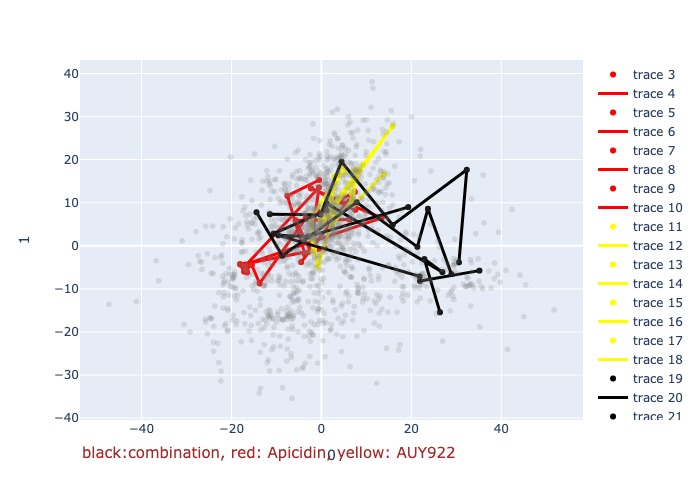 40
30
20
10
0
−10
−20
−30
−40
1
−40
−20
0
20
40
0
black:combination, red: Apicidin, yellow: AUY922
trace 3
trace 4
trace 5
trace 6
trace 7
trace 8
trace 9
trace 10
trace 11
trace 12
trace 13
trace 14
trace 15
trace 16
trace 17
trace 18
trace 19
trace 20
trace 21